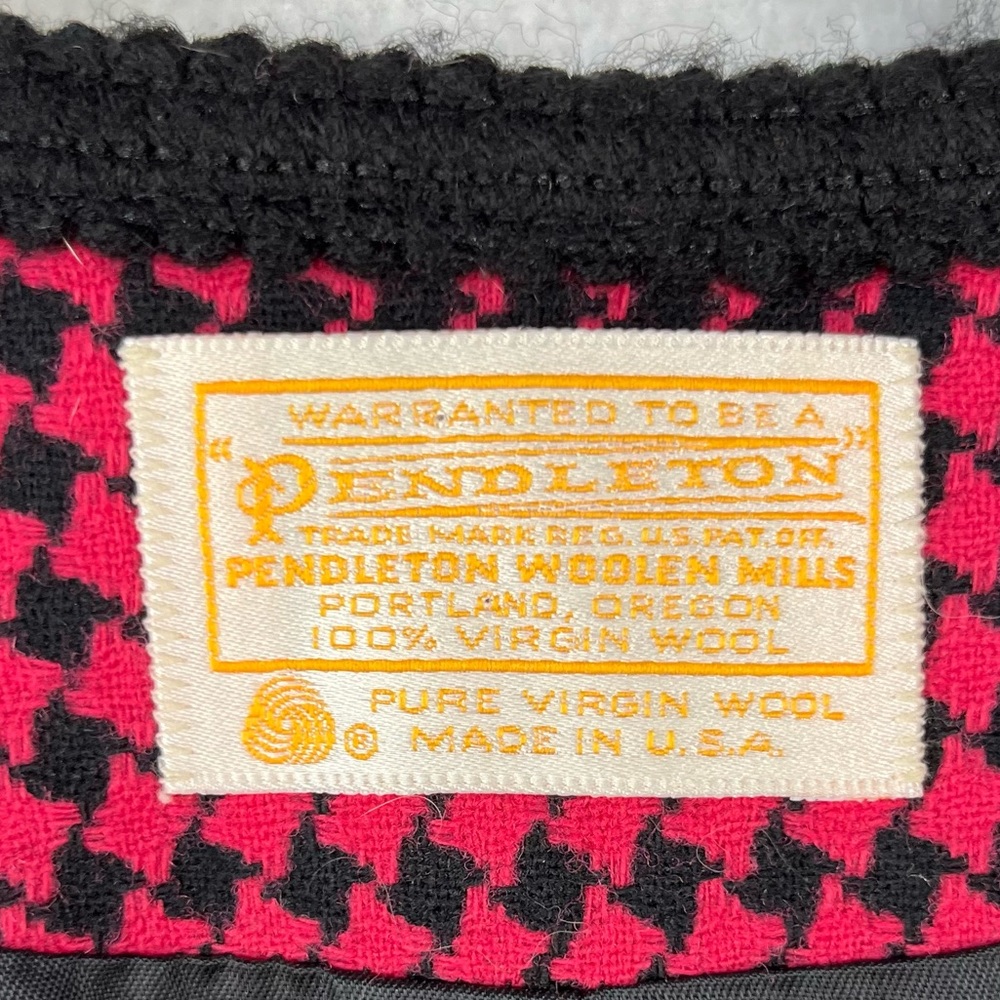 WARRANTED TO BE A
"PENDLETON"
TRADE MARK REG. U.S. PAT. OFF.
PENDLETON WOOLEN MILLS
PORTLAND, OREGON
100% VIRGIN WOOL
PURE VIRGIN WOOL
® MADE IN U.S.A.